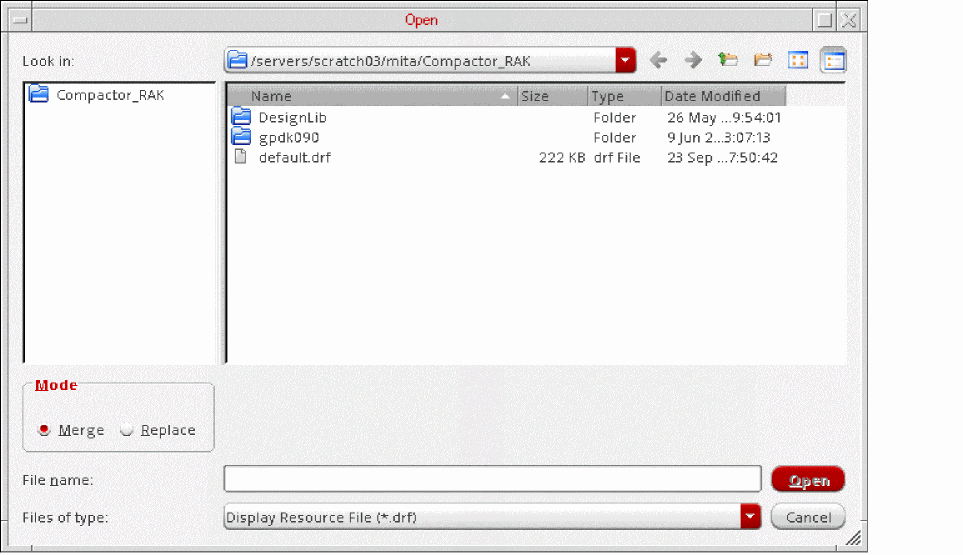 Open
Look in: /servers/scratch03/mita/Compactor_RAK
Compactor_RAK
Name Size Type Date Modified
DesignLib Folder 26 May ...9:54:01
gpdk090 Folder 9 Jun 2...3:07:13
default.drf 222 KB drf File 23 Sep ...7:50:42
Mode
Merge Replace
File name: Open
Files of type: Display Resource File (*.drf) Cancel